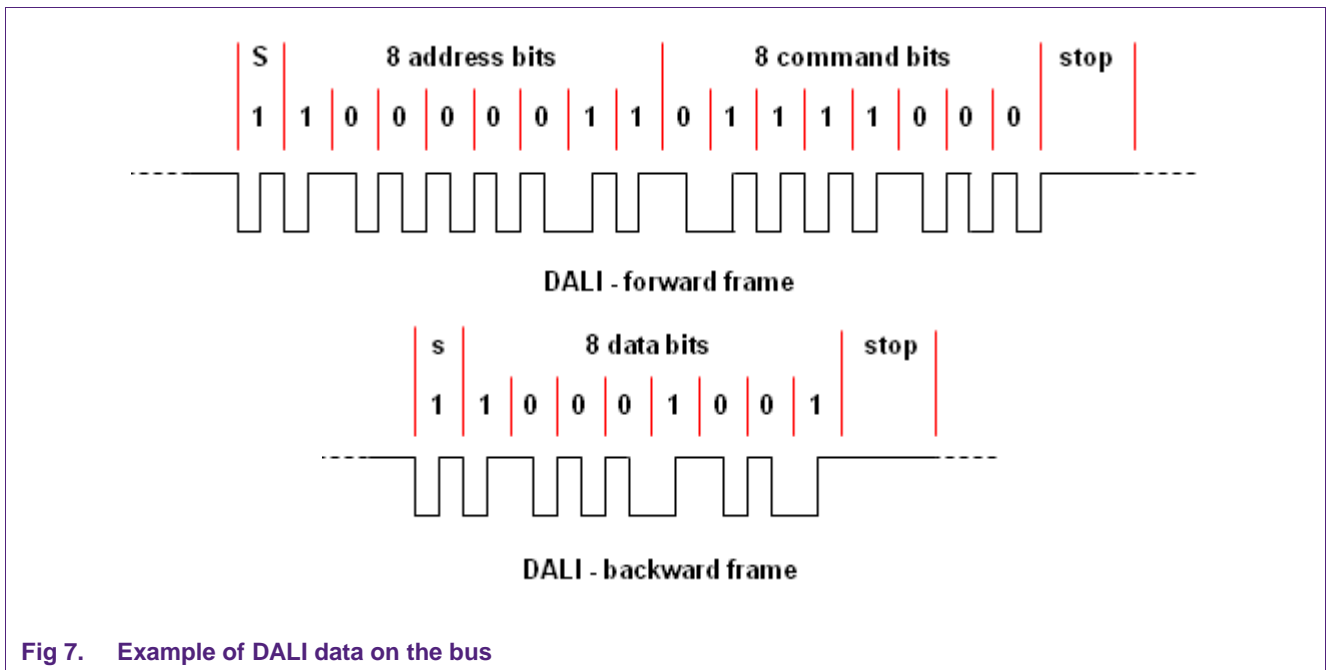 S 8 address bits 8 command bits stop
1 1 0 0 0 0 0 1 1 0 1 1 1 1 0 0 0
DALI - forward frame
s 8 data bits stop
1 1 0 0 0 1 0 0 1
DALI - backward frame
Fig 7. Example of DALI data on the bus